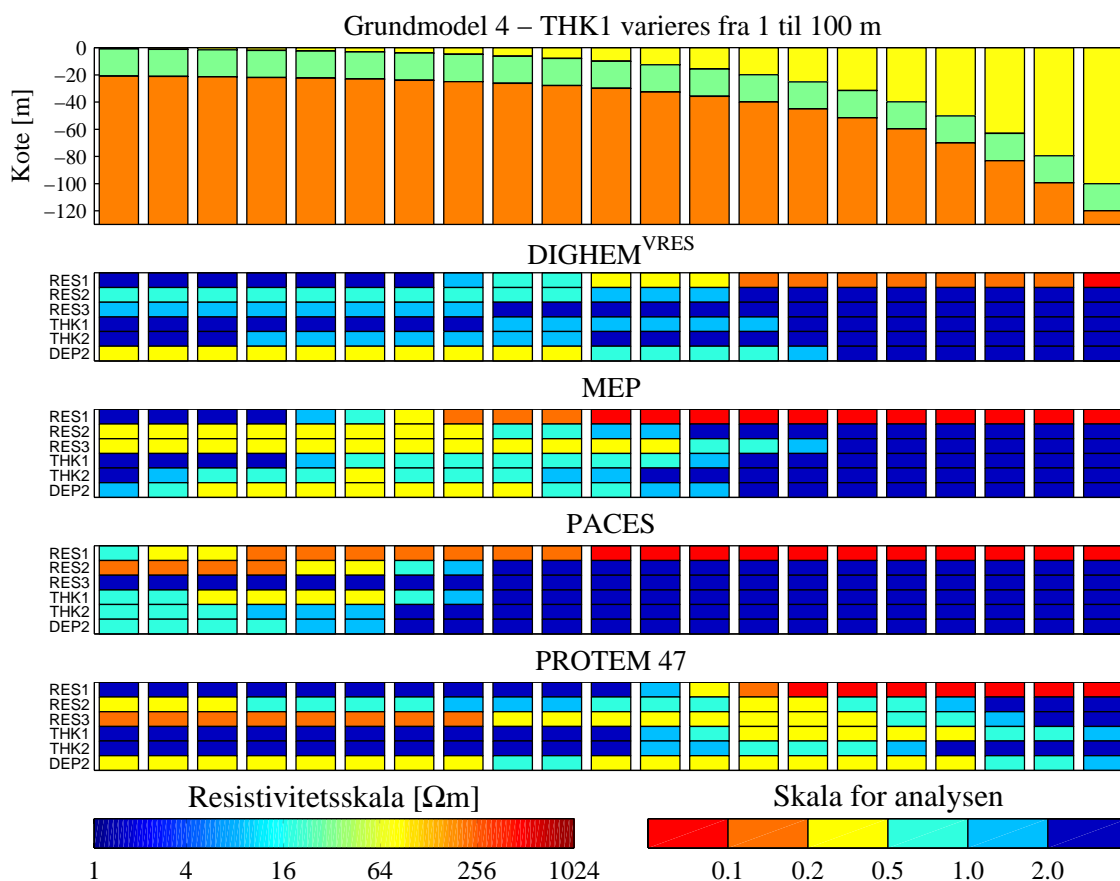 Grundmodel 4 – THK1 varieres fra 1 til 100 m
Kote [m]
0
−20
−40
−60
−80
−100
−120
DIGHEM^VRES
RES1
RES2
RES3
THK1
THK2
DEP2
MEP
RES1
RES2
RES3
THK1
THK2
DEP2
PACES
RES1
RES2
RES3
THK1
THK2
DEP2
PROTEM 47
RES1
RES2
RES3
THK1
THK2
DEP2
Resistivitetsskala [Ωm]
1 4 16 64 256 1024
Skala for analysen
0.1 0.2 0.5 1.0 2.0